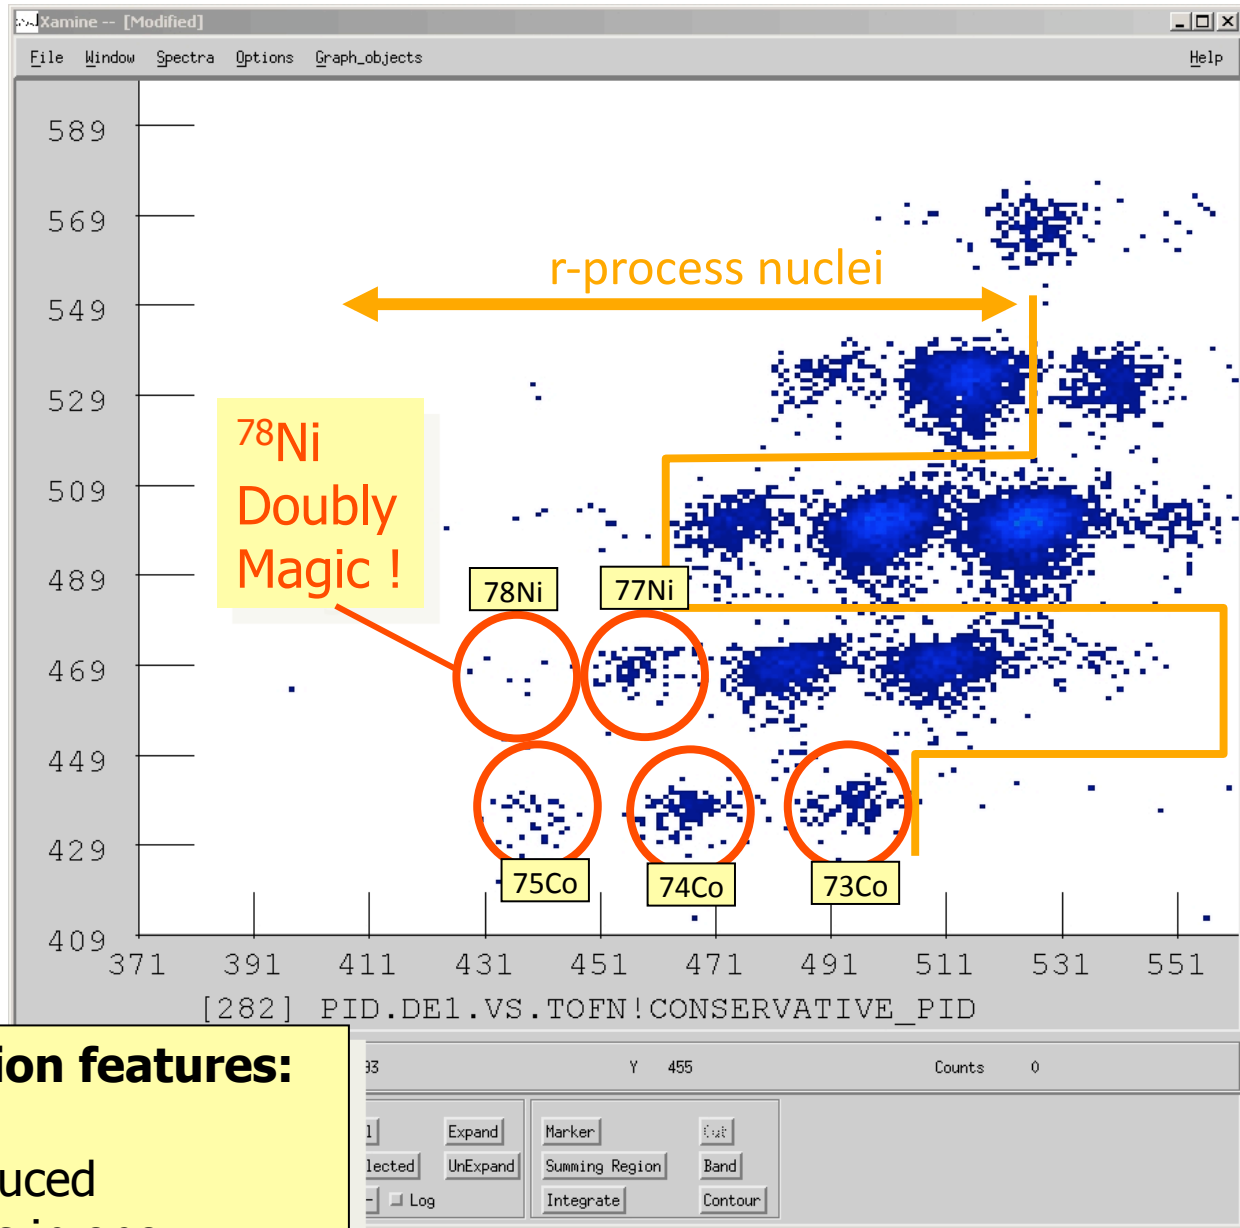 Xamine -- [Modified]
File Window Spectra Options Graph_objects Help
589
569
549
529
509
489
469
449
429
409
r-process nuclei
78Ni
Doubly
Magic !
78Ni
77Ni
75Co
74Co
73Co
371 391 411 431 451 471 491 511 531 551
[282] PID.DE1.VS.TOFN!CONSERVATIVE_PID
93 Y 455 Counts 0
ion features:
uced
Expand
lected UnExpand
Log
Marker Cut
Summing Region Band
Integrate Contour